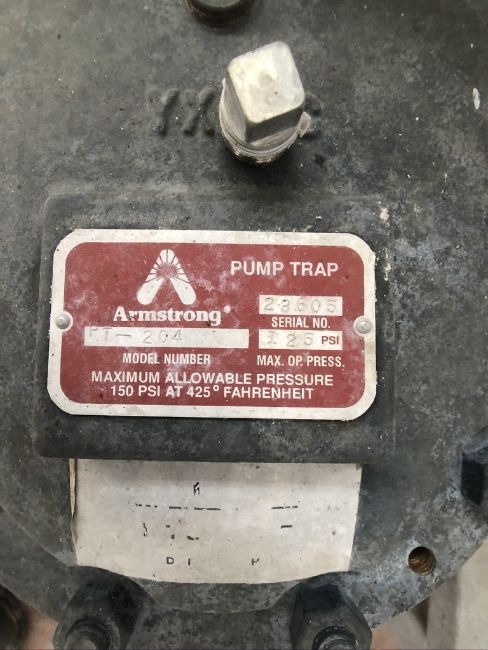 PUMP TRAP
Armstrong®
28605
SERIAL NO.
PT-204
125 PSI
MODEL NUMBER
MAX. OP. PRESS.
MAXIMUM ALLOWABLE PRESSURE
150 PSI AT 425° FAHRENHEIT